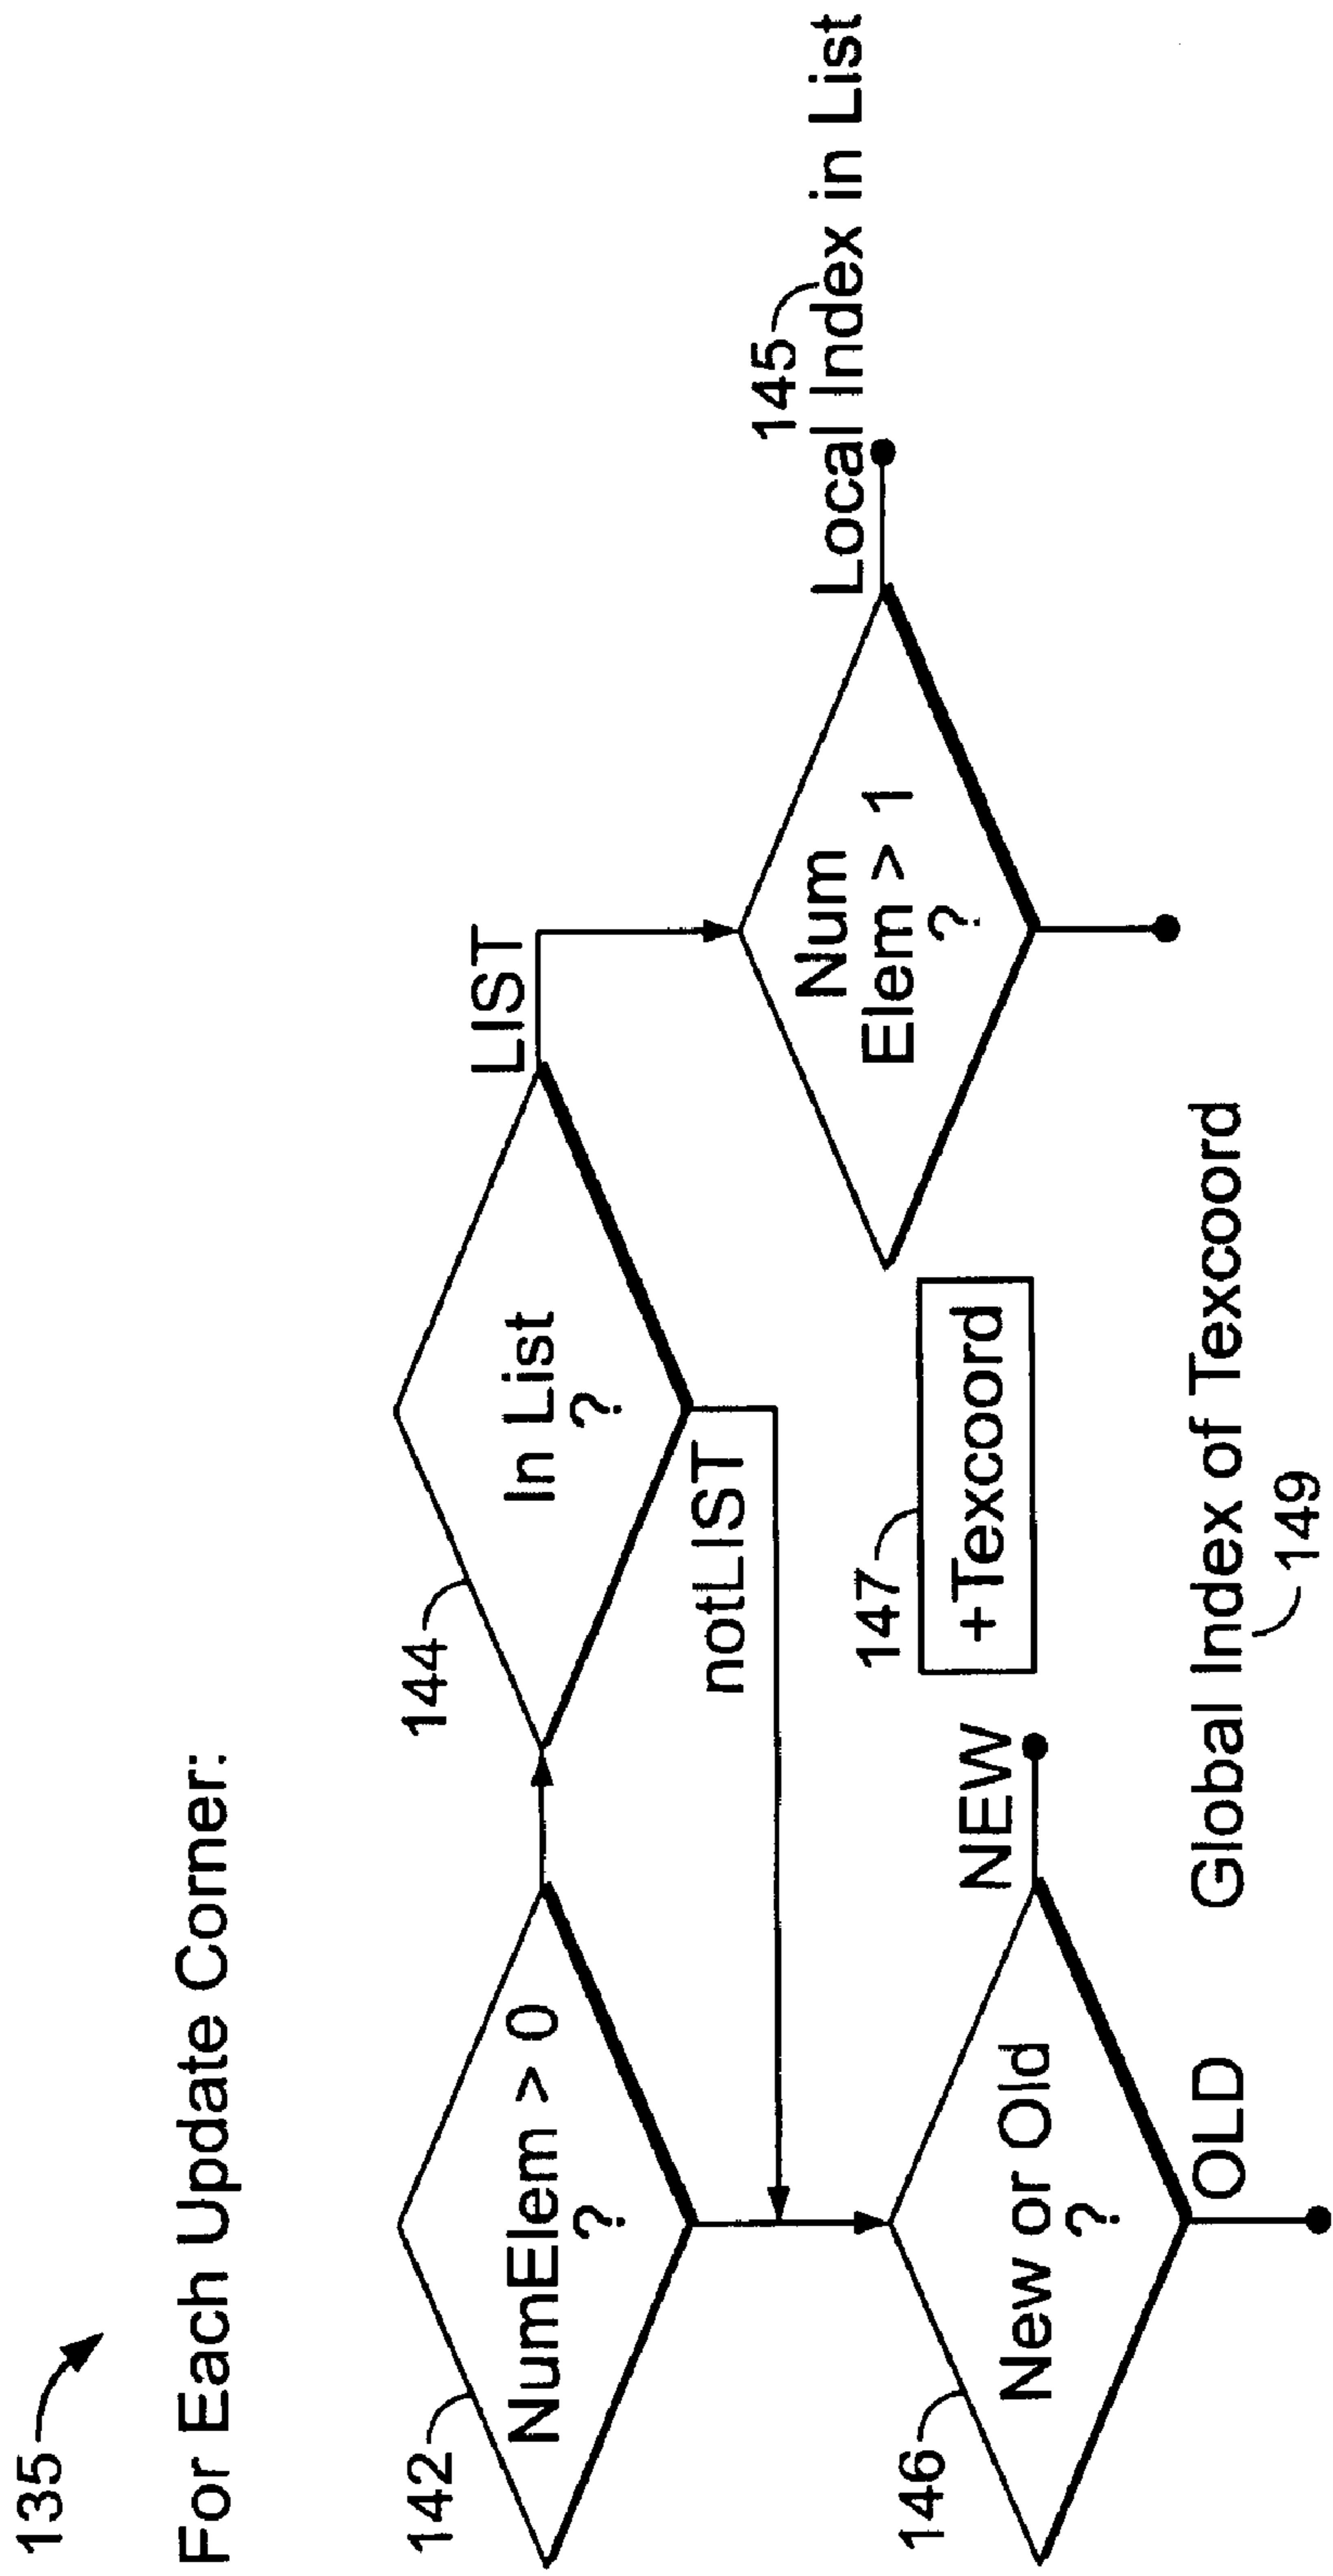 135
For Each Update Corner:
142
NumElem > 0
?
144
In List
?
LIST
notLIST
145
Local Index in List
Num
Elem > 1
?
146
New or Old
?
NEW
OLD
147
+Texcoord
Global Index of Texcoord
149